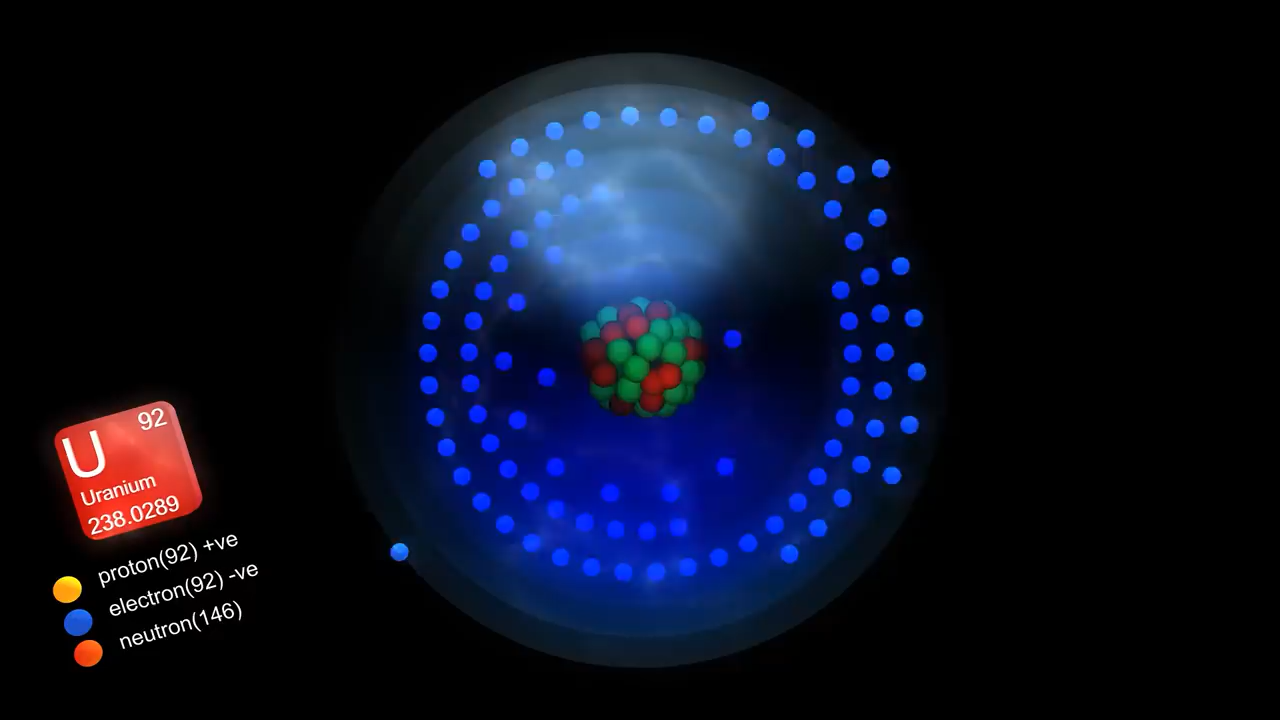 92
U
Uranium
238.0289
proton(92) +ve
electron(92) -ve
neutron(146)